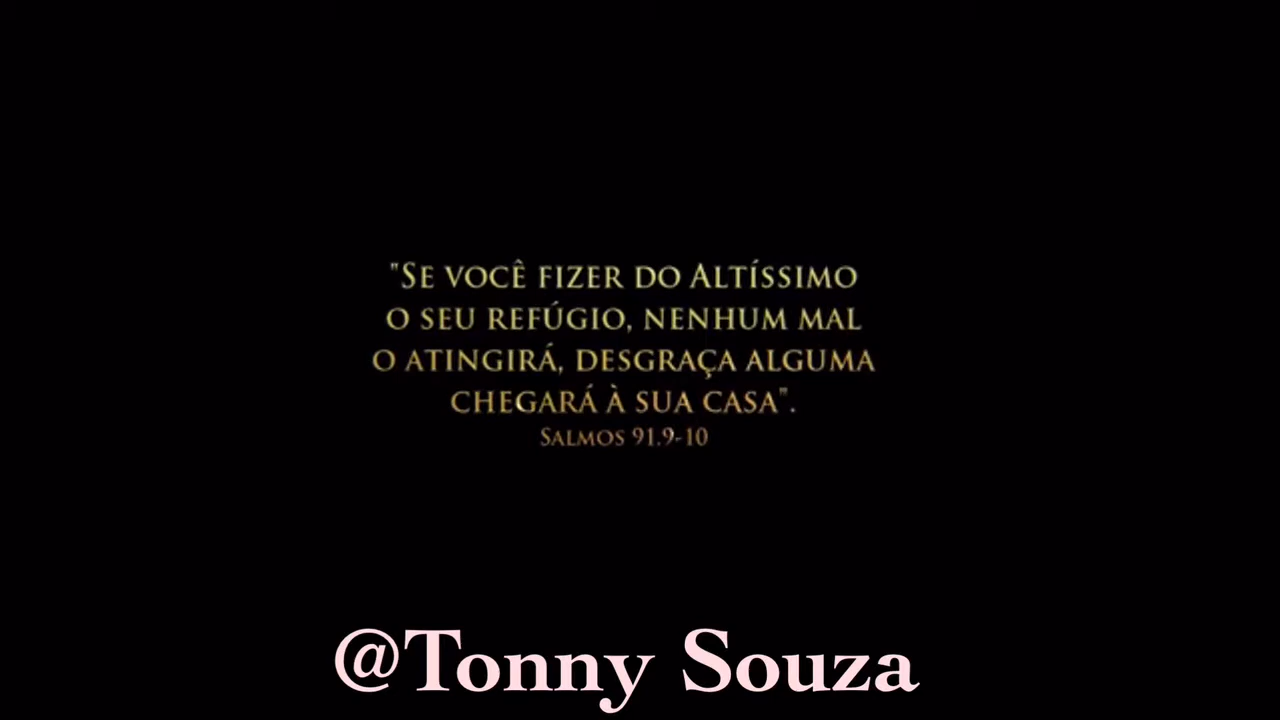 "Se você fizer do Altíssimo
o seu refúgio, nenhum mal
o atingirá, desgraça alguma
chegará à sua casa".
Salmos 91.9-10
@Tonny Souza